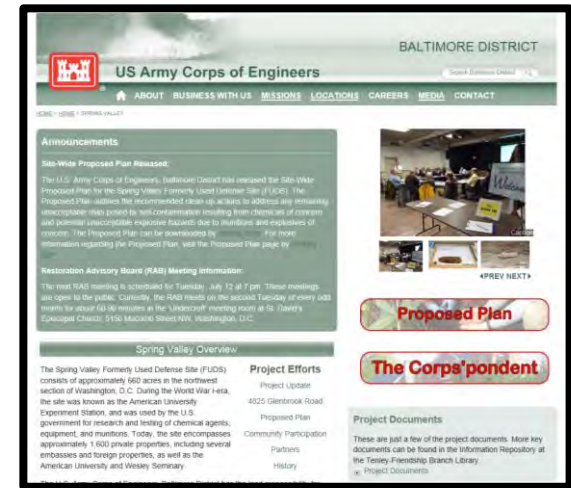 BALTIMORE DISTRICT
US Army Corps of Engineers
Search Baltimore District
ABOUT BUSINESS WITH US MISSIONS LOCATIONS CAREERS MEDIA CONTACT
HOME > HOME > SPRING VALLEY
Announcements
Site-Wide Proposed Plan Released:
The U.S. Army Corps of Engineers, Baltimore District has released the Site-Wide
Proposed Plan for the Spring Valley Formerly Used Defense Site (FUDS). The
Proposed Plan outlines the recommended clean-up actions to address any remaining
unacceptable risks posed by soil contamination resulting from chemicals of concern
and potential unacceptable explosive hazards due to munitions and explosives of
concern. The Proposed Plan can be downloaded by For more
information regarding the Proposed Plan, visit the Proposed Plan page by
Restoration Advisory Board (RAB) Meeting Information:
The next RAB meeting is scheduled for Tuesday, July 12 at 7 pm. These meetings
are open to the public. Currently, the RAB meets on the second Tuesday of every odd
month for about 60-90 minutes in the 'Undercroft' meeting room at St. David's
Episcopal Church, 5150 Macomb Street NW, Washington, D.C.
Welcome
Caption
PREV NEXT
Proposed Plan
The Corps'pondent
Spring Valley Overview
The Spring Valley Formerly Used Defense Site (FUDS)
consists of approximately 660 acres in the northwest
section of Washington, D.C. During the World War I-era,
the site was known as the American University
Experiment Station, and was used by the U.S.
government for research and testing of chemical agents,
equipment, and munitions. Today, the site encompasses
approximately 1,600 private properties, including several
embassies and foreign properties, as well as the
American University and Wesley Seminary.
Project Efforts
Project Update
4825 Glenbrook Road
Proposed Plan
Community Participation
Partners
History
Project Documents
These are just a few of the project documents. More key
documents can be found in the Information Repository at
the Tenley-Friendship Branch Library.
Project Documents